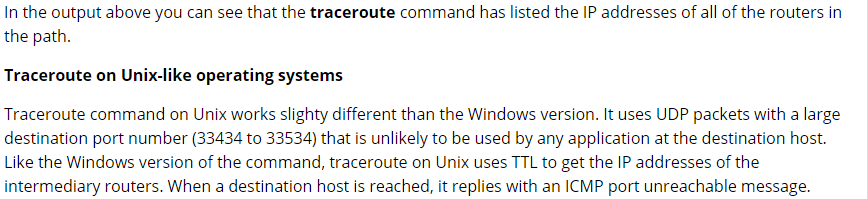 In the output above you can see that the traceroute command has listed the IP addresses of all of the routers in
the path.
Traceroute on Unix-like operating systems
Traceroute command on Unix works slighty different than the Windows version. It uses UDP packets with a large
destination port number (33434 to 33534) that is unlikely to be used by any application at the destination host.
Like the Windows version of the command, traceroute on Unix uses TTL to get the IP addresses of the
intermediary routers. When a destination host is reached, it replies with an ICMP port unreachable message.